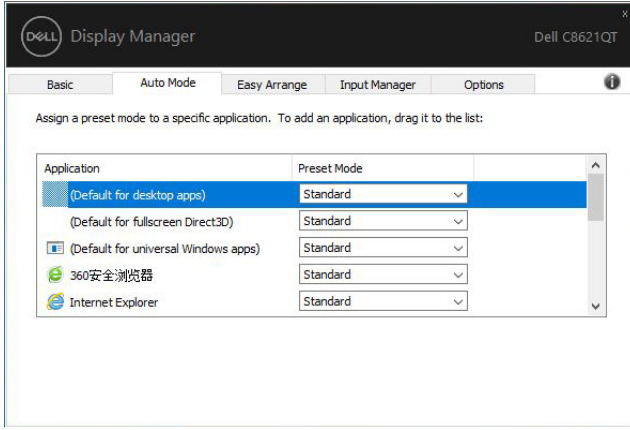 DELL Display Manager
Dell C8621QT
Basic Auto Mode Easy Arrange Input Manager Options
Assign a preset mode to a specific application. To add an application, drag it to the list:
Application Preset Mode
(Default for desktop apps) Standard
(Default for fullscreen Direct3D) Standard
(Default for universal Windows apps) Standard
360安全浏览器 Standard
Internet Explorer Standard